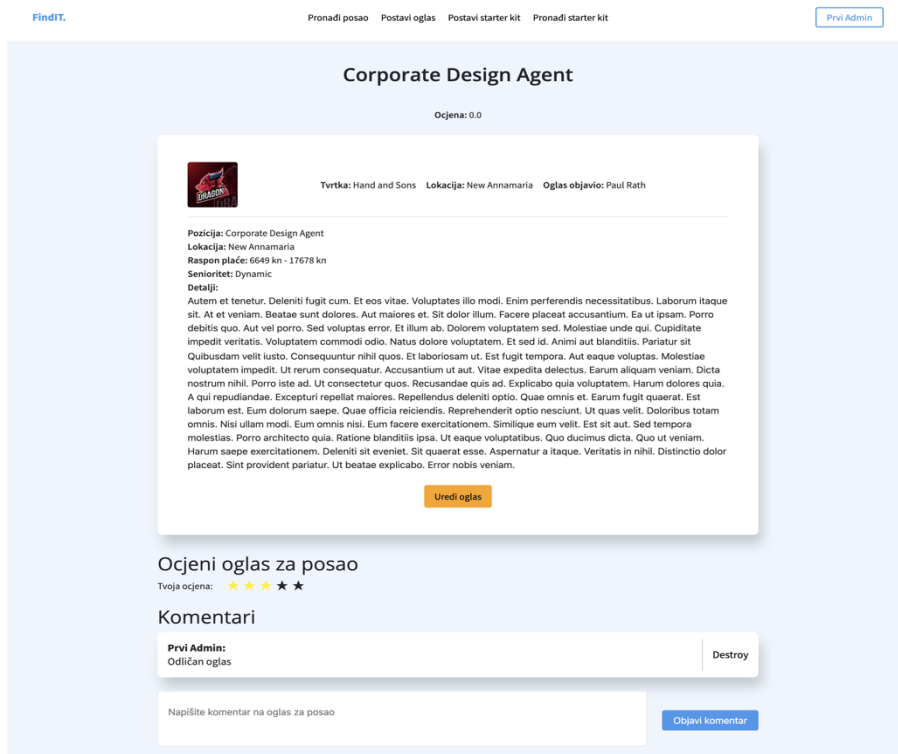 FindIT.
Pronađi posao Postavi oglas Postavi starter kit Pronađi starter kit
Prvi Admin
Corporate Design Agent
Ocjena: 0.0
DRAGON
Tvrtka: Hand and Sons Lokacija: New Annamaria Oglas objavio: Paul Rath
Pozicija: Corporate Design Agent
Lokacija: New Annamaria
Raspon plaće: 6649 kn - 17678 kn
Senioritet: Dynamic
Detalji:
Autem et tenetur. Deleniti fugit cum. Et eos vitae. Voluptates illo modi. Enim perferendis necessitatibus. Laborum itaque
sit. At et veniam. Beatae sunt dolores. Aut maiores et. Sit dolor illum. Facere placeat accusantium. Ea ut ipsam. Porro
debitis quo. Aut vel porro. Sed voluptas error. Et illum ab. Dolorem voluptatem sed. Molestiae unde qui. Cupiditate
impedit veritatis. Voluptatem commodi odio. Natus dolore voluptatem. Et sed id. Animi aut blanditiis. Pariatur sit
Quibusdam velit iusto. Consequuntur nihil quos. Et laboriosam ut. Est fugit tempora. Aut eaque voluptas. Molestiae
voluptatem impedit. Ut rerum consequatur. Accusantium ut aut. Vitae expedita delectus. Earum aliquam veniam. Dicta
nostrum nihil. Porro iste ad. Ut consectetur quos. Recusandae quis ad. Explicabo quia voluptatem. Harum dolores quia.
A qui repudiandae. Excepturi repellat maiores. Repellendus deleniti optio. Quae omnis et. Earum fugit quaerat. Est
laborum est. Eum dolorum saepe. Quae officia reiciendis. Reprehenderit optio nesciunt. Ut quas velit. Doloribus totam
omnis. Nisi ullam modi. Eum omnis nisi. Eum facere exercitationem. Similique eum velit. Est sit aut. Sed tempora
molestias. Porro architecto quia. Ratione blanditiis ipsa. Ut eaque voluptatibus. Quo ducimus dicta. Quo ut veniam.
Harum saepe exercitationem. Deleniti sit eveniet. Sit quaerat esse. Aspernatur a itaque. Veritatis in nihil. Distinctio dolor
placeat. Sint provident pariatur. Ut beatae explicabo. Error nobis veniam.
Uredi oglas
Ocjeni oglas za posao
Tvoja ocjena:
Komentari
Prvi Admin:
Odličan oglas
Destroy
Napišite komentar na oglas za posao
Objavi komentar